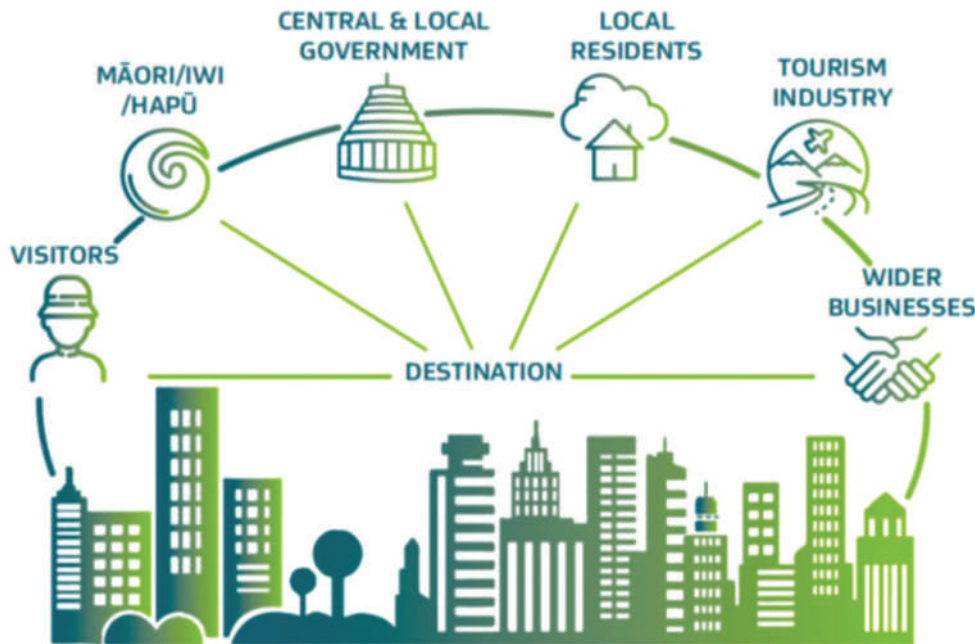 CENTRAL & LOCAL
GOVERNMENT
LOCAL
RESIDENTS
MĀORI/IWI
/HAPŪ
TOURISM
INDUSTRY
VISITORS
WIDER
BUSINESSES
DESTINATION